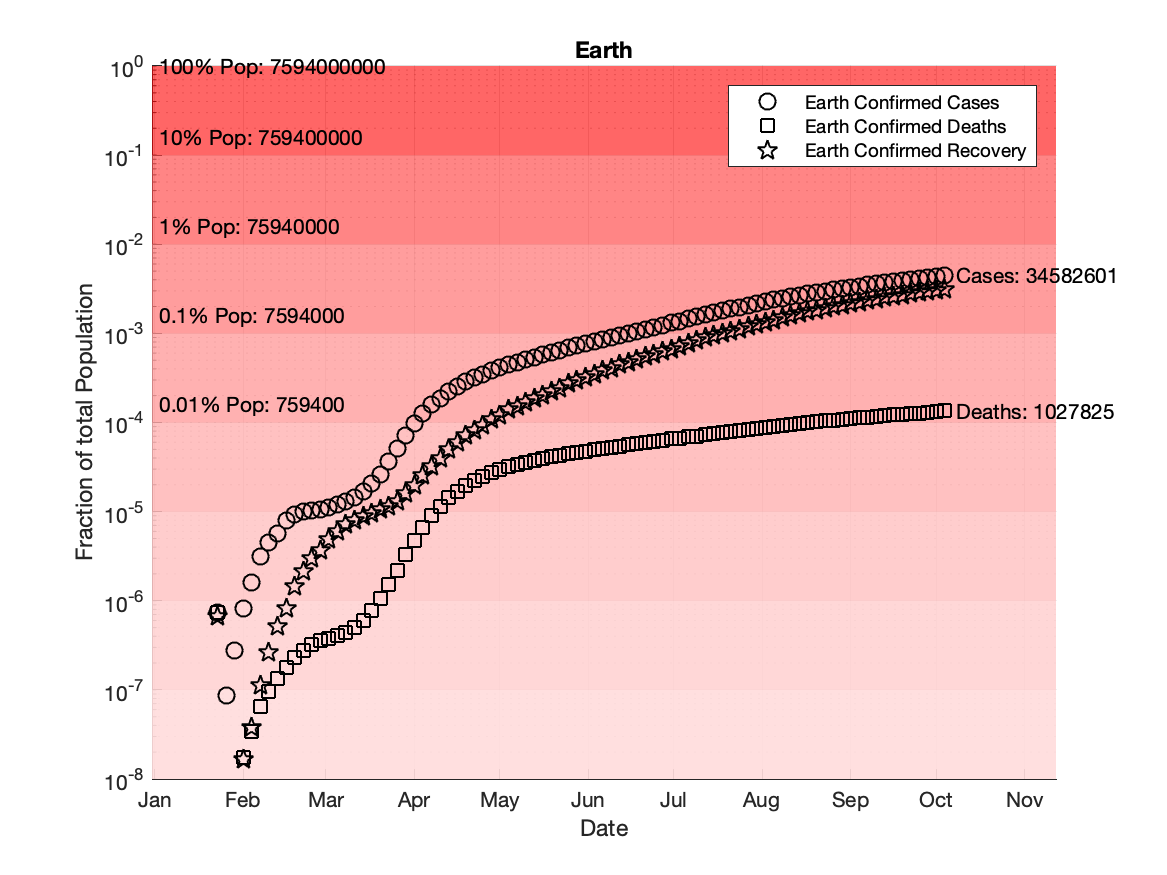 Earth
10^0
100% Pop: 7594000000
Earth Confirmed Cases
Earth Confirmed Deaths
Earth Confirmed Recovery
10% Pop: 759400000
10^-1
1% Pop: 75940000
10^-2
Cases: 34582601
0.1% Pop: 7594000
10^-3
0.01% Pop: 759400
Deaths: 1027825
10^-4
10^-5
10^-6
10^-7
10^-8
Fraction of total Population
Jan Feb Mar Apr May Jun Jul Aug Sep Oct Nov
Date